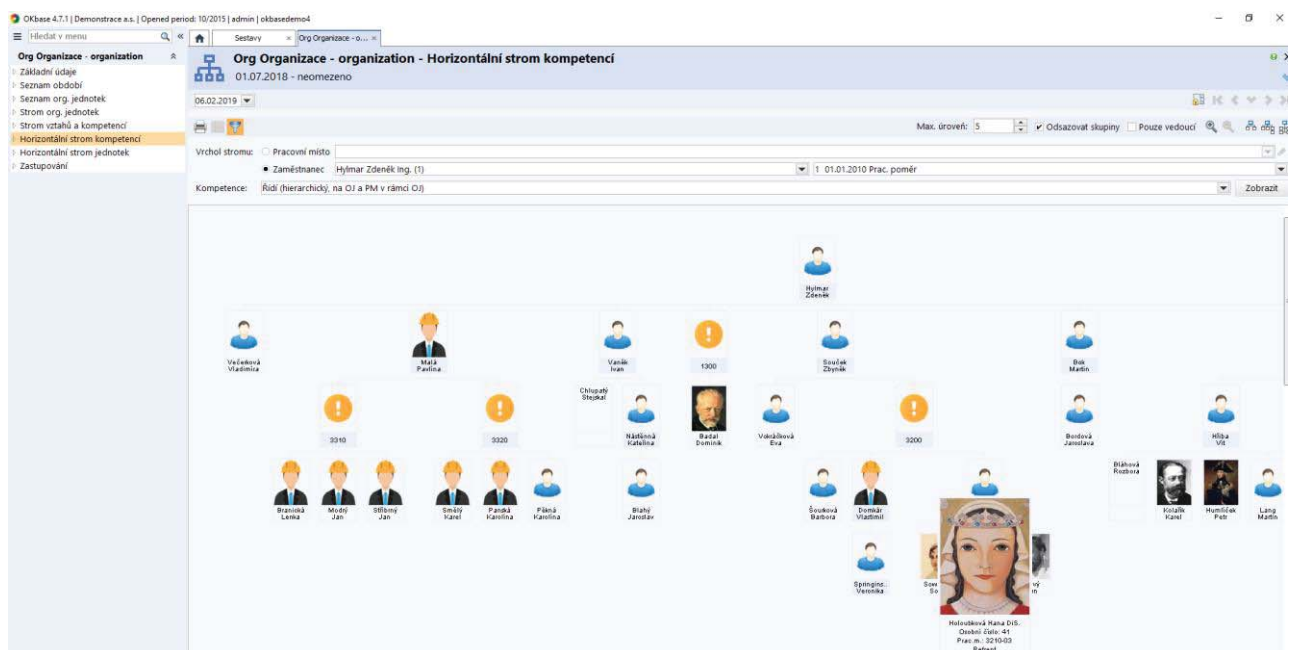 OKbase 4.7.1 | Demonstrace a.s. | Opened period: 10/2015 | admin | okbasedemo4
Hledat v menu
Sestavy
Org Organizace - o...
Org Organizace - organization
Základní údaje
Seznam období
Seznam org. jednotek
Strom org. jednotek
Strom vztahů a kompetencí
Horizontální strom kompetencí
Horizontální strom jednotek
Zastupování
Org Organizace - organization - Horizontální strom kompetencí
01.07.2018 - neomezeno
06.02.2019
Max. úroveň: 5
Odsazovat skupiny
Pouze vedoucí
Vrchol stromu:
Pracovní místo
Zaměstnanec
Hylmar Zdeněk Ing. (1)
1 01.01.2010 Prac. poměr
Kompetence:
Řídí (hierarchický, na OJ a PM v rámci OJ)
Zobrazit
Hylmar
Zdeněk
Večerková
Vladimíra
Malá
Pavlína
Vaněk
Ivan
1300
Souček
Zbyněk
Bok
Martin
3310
3320
Chlupatý
Stejskal
Nástěnná
Kateřina
Badal
Dominik
Vokráčková
Eva
3200
Bordová
Jaroslava
Hliba
Vít
Branická
Lenka
Modrý
Jan
Stříbrný
Jan
Smělý
Karel
Panská
Karolína
Pěkná
Karolína
Blahý
Jaroslav
Šourková
Barbora
Domkář
Vlastimil
Bláhová
Rozbora
Kolařík
Karel
Humlíček
Petr
Lang
Martin
Springins..
Veronika
Holoubková Hana DiS.
Osobní číslo: 41
Prac.m.: 3210-03
Referent